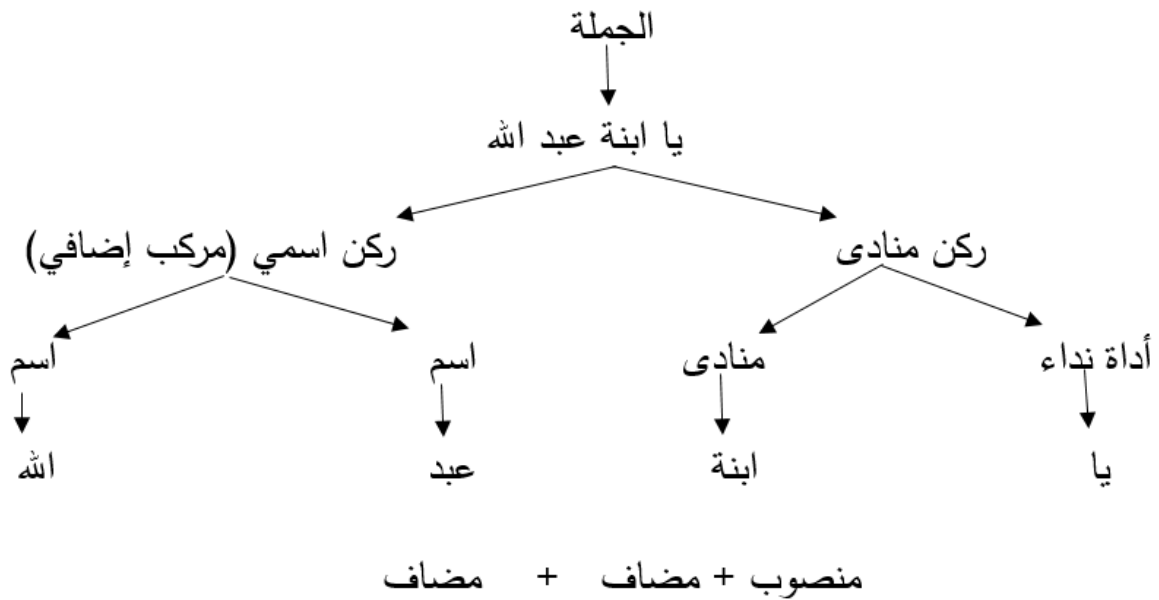 الجملة
يا ابنة عبد الله
ركن منادى ركن اسمي (مركب إضافي)
أداة نداء منادى اسم اسم
يا ابنة عبد الله
منصوب + مضاف + مضاف